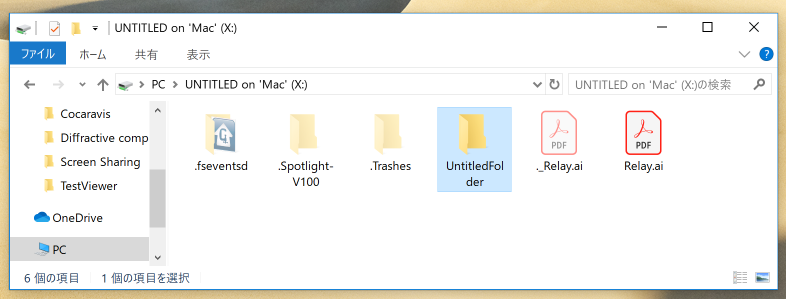 UNTITLED on 'Mac' (X:)
ファイル ホーム 共有 表示
?
PC UNTITLED on 'Mac' (X:)
UNTITLED on 'Mac' (X:)の検索
Cocaravis
Diffractive comp
Screen Sharing
TestViewer
OneDrive
PC
.fseventsd
.Spotlight-
V100
.Trashes
UntitledFol
der
PDF
._Relay.ai
PDF
Relay.ai
6 個の項目 1 個の項目を選択